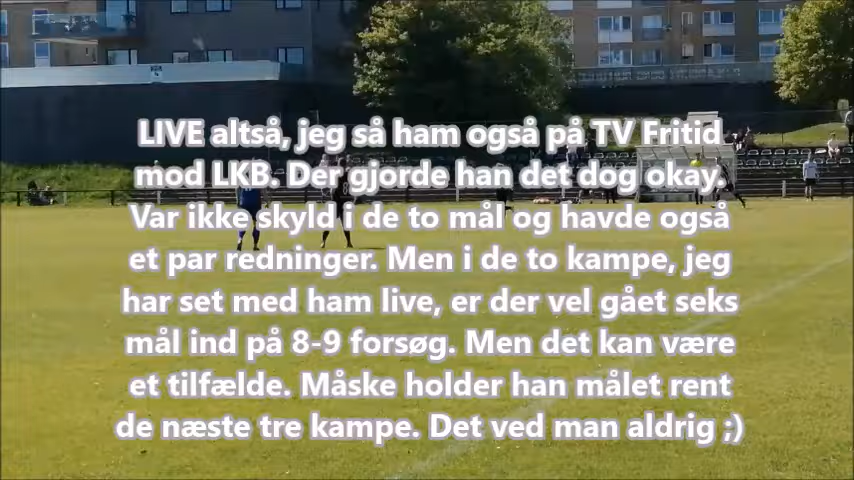 LIVE altså, jeg så ham også på TV Fritid
mod LKB. Der gjorde han det dog okay.
Var ikke skyld i de to mål og havde også
et par redninger. Men i de to kampe, jeg
har set med ham live, er der vel gået seks
mål ind på 8-9 forsøg. Men det kan være
et tilfælde. Måske holder han målet rent
de næste tre kampe. Det ved man aldrig ;)